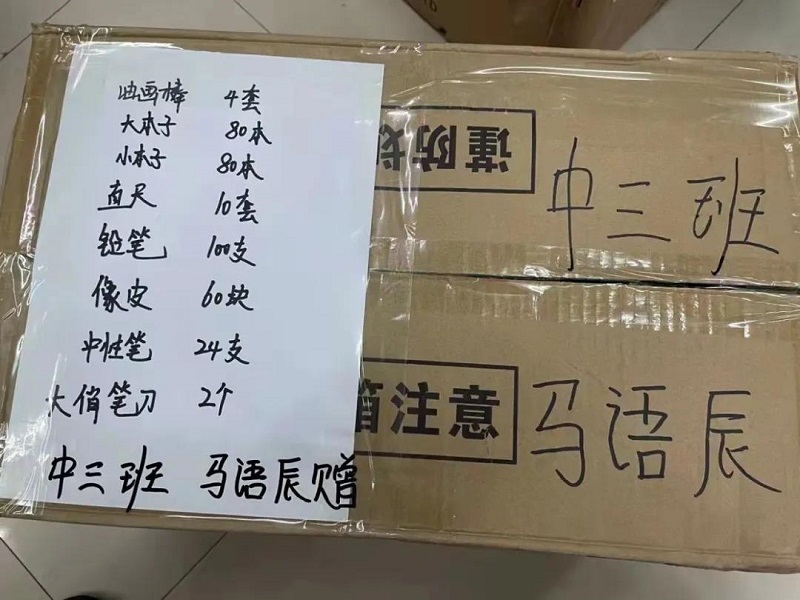 油画棒 4套
大本子 80本
小本子 80本
直尺 10套
铅笔 100支
像皮 60块
中性笔 24支
大俏笔刀 2个
中三班 马语辰赠
谨防划
中三班
箱注意
马语辰